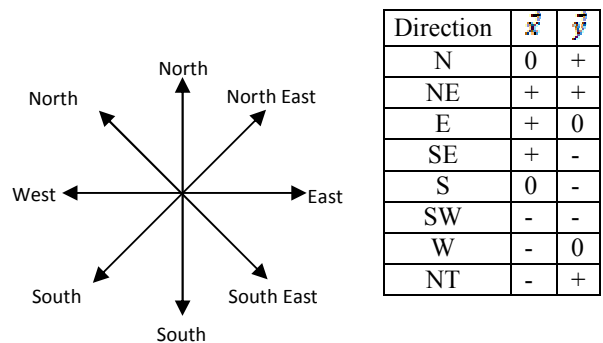 North
North
North East
West
East
South
South East
South
Direction x⃗ y⃗
N 0 +
NE + +
E + 0
SE + -
S 0 -
SW - -
W - 0
NT - +